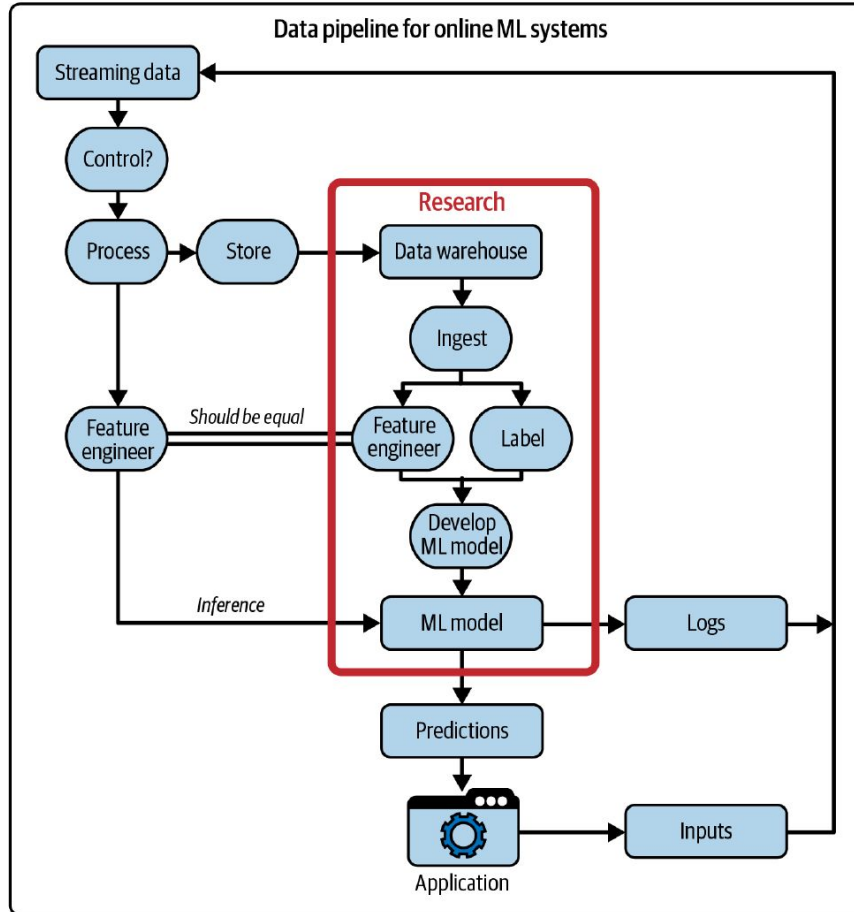 Data pipeline for online ML systems
Streaming data
Control?
Research
Process
Store
Data warehouse
Ingest
Should be equal
Feature
engineer
Feature
engineer
Label
Develop
ML model
Inference
ML model
Logs
Predictions
Inputs
Application